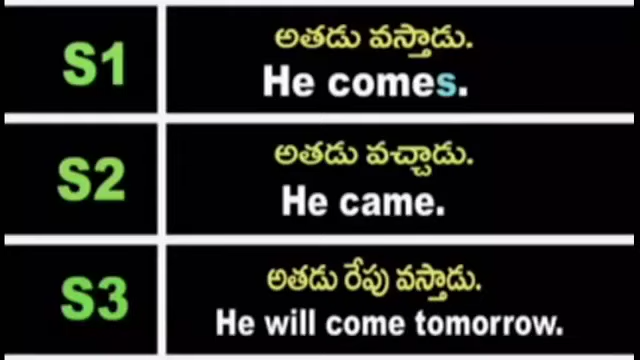 S1
అతడు వస్తాడు.
He comes.
S2
అతడు వచ్చాడు.
He came.
S3
అతడు రేపు వస్తాడు.
He will come tomorrow.